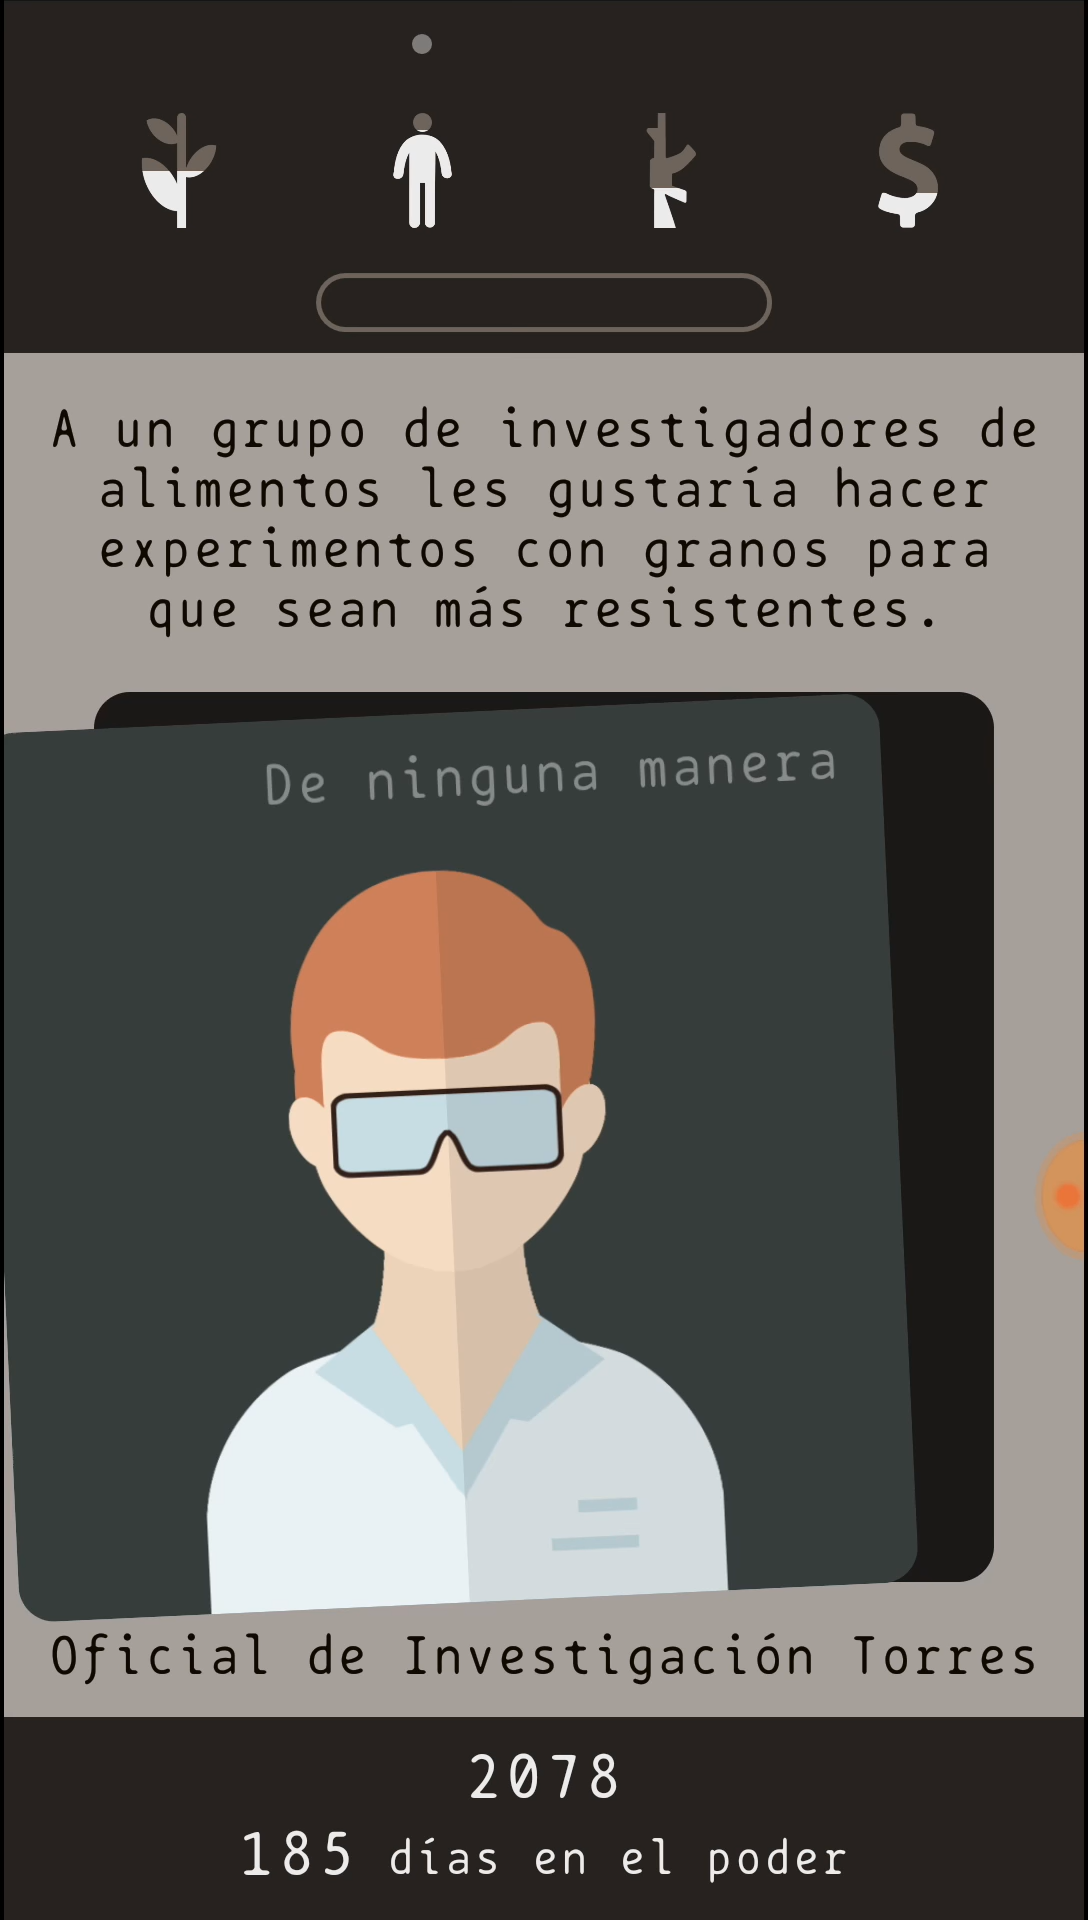 A un grupo de investigadores de
alimentos les gustaría hacer
experimentos con granos para
que sean más resistentes.
De ninguna manera
Oficial de Investigación Torres
2078
185 días en el poder